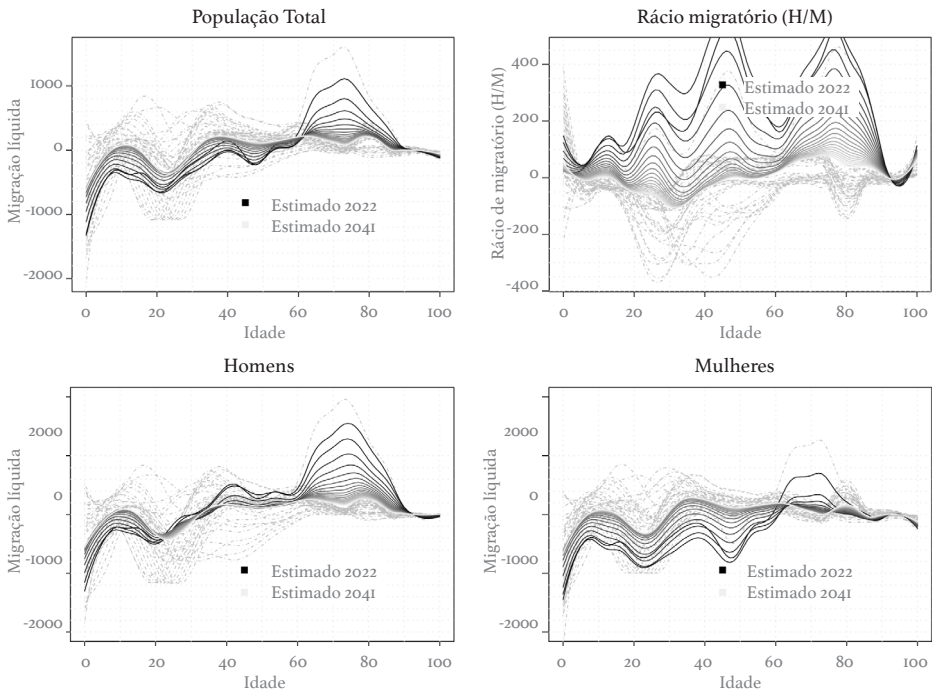 População Total
Migração líquida
1000
0
-1000
-2000
Estimado 2022
Estimado 2041
0 20 40 60 80 100
Idade
Rácio migratório (H/M)
Rácio de migratório (H/M)
400
200
0
-200
-400
Estimado 2022
Estimado 2041
0 20 40 60 80 100
Idade
Homens
Migração líquida
2000
0
-1000
-2000
Estimado 2022
Estimado 2041
0 20 40 60 80 100
Idade
Mulheres
Migração líquida
2000
0
-1000
-2000
Estimado 2022
Estimado 2041
0 20 40 60 80 100
Idade